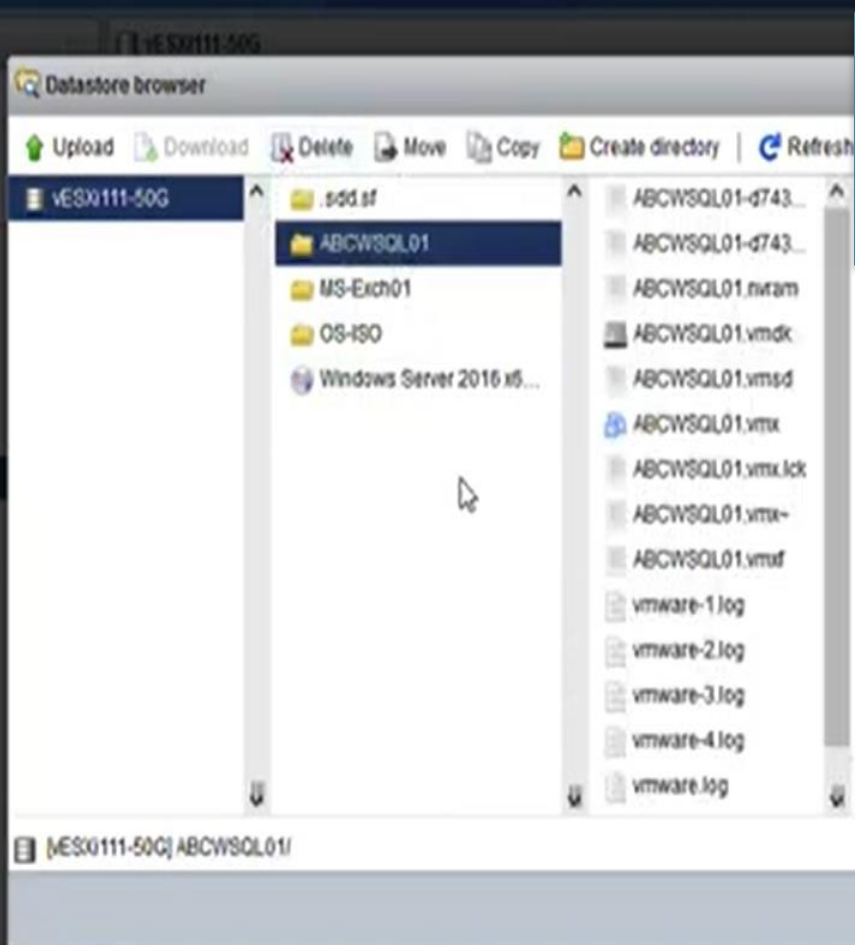 vESXi111-50G
Datastore browser
Upload Download Delete Move Copy Create directory Refresh
vESXi111-50G
.sdd.sf
ABCWSQL01
MS-Exch01
OS-ISO
Windows Server 2016 x6...
ABCWSQL01-d743...
ABCWSQL01-d743...
ABCWSQL01.nvram
ABCWSQL01.vmdk
ABCWSQL01.vmsd
ABCWSQL01.vmx
ABCWSQL01.vmx.lck
ABCWSQL01.vmx~
ABCWSQL01.vmxf
vmware-1.log
vmware-2.log
vmware-3.log
vmware-4.log
vmware.log
[vESXi111-50G] ABCWSQL01/